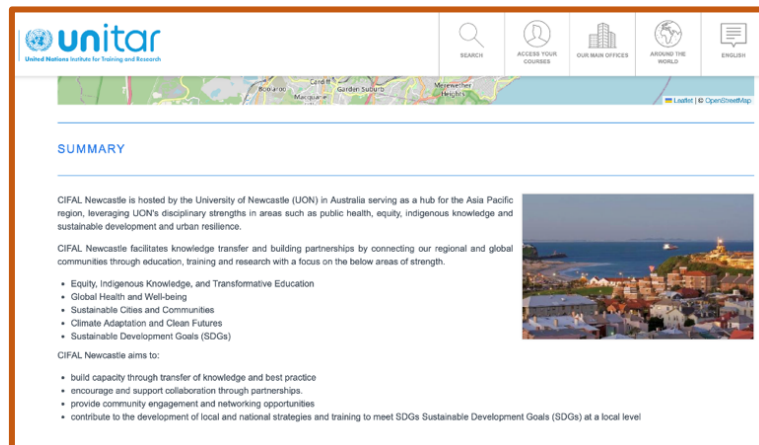 unitar
United Nations Institute for Training and Research
SEARCH
ACCESS YOUR
COURSES
OUR MAIN OFFICES
AROUND THE
WORLD
ENGLISH
Booraroo
Cardiff
Macquarie
Garden Suburb
Merewether
Heights
Leaflet | © OpenStreetMap
SUMMARY
CIFAL Newcastle is hosted by the University of Newcastle (UON) in Australia serving as a hub for the Asia Pacific
region, leveraging UON's disciplinary strengths in areas such as public health, equity, indigenous knowledge and
sustainable development and urban resilience.
CIFAL Newcastle facilitates knowledge transfer and building partnerships by connecting our regional and global
communities through education, training and research with a focus on the below areas of strength.
• Equity, Indigenous Knowledge, and Transformative Education
• Global Health and Well-being
• Sustainable Cities and Communities
• Climate Adaptation and Clean Futures
• Sustainable Development Goals (SDGs)
CIFAL Newcastle aims to:
• build capacity through transfer of knowledge and best practice
• encourage and support collaboration through partnerships.
• provide community engagement and networking opportunities
• contribute to the development of local and national strategies and training to meet SDGs Sustainable Development Goals (SDGs) at a local level